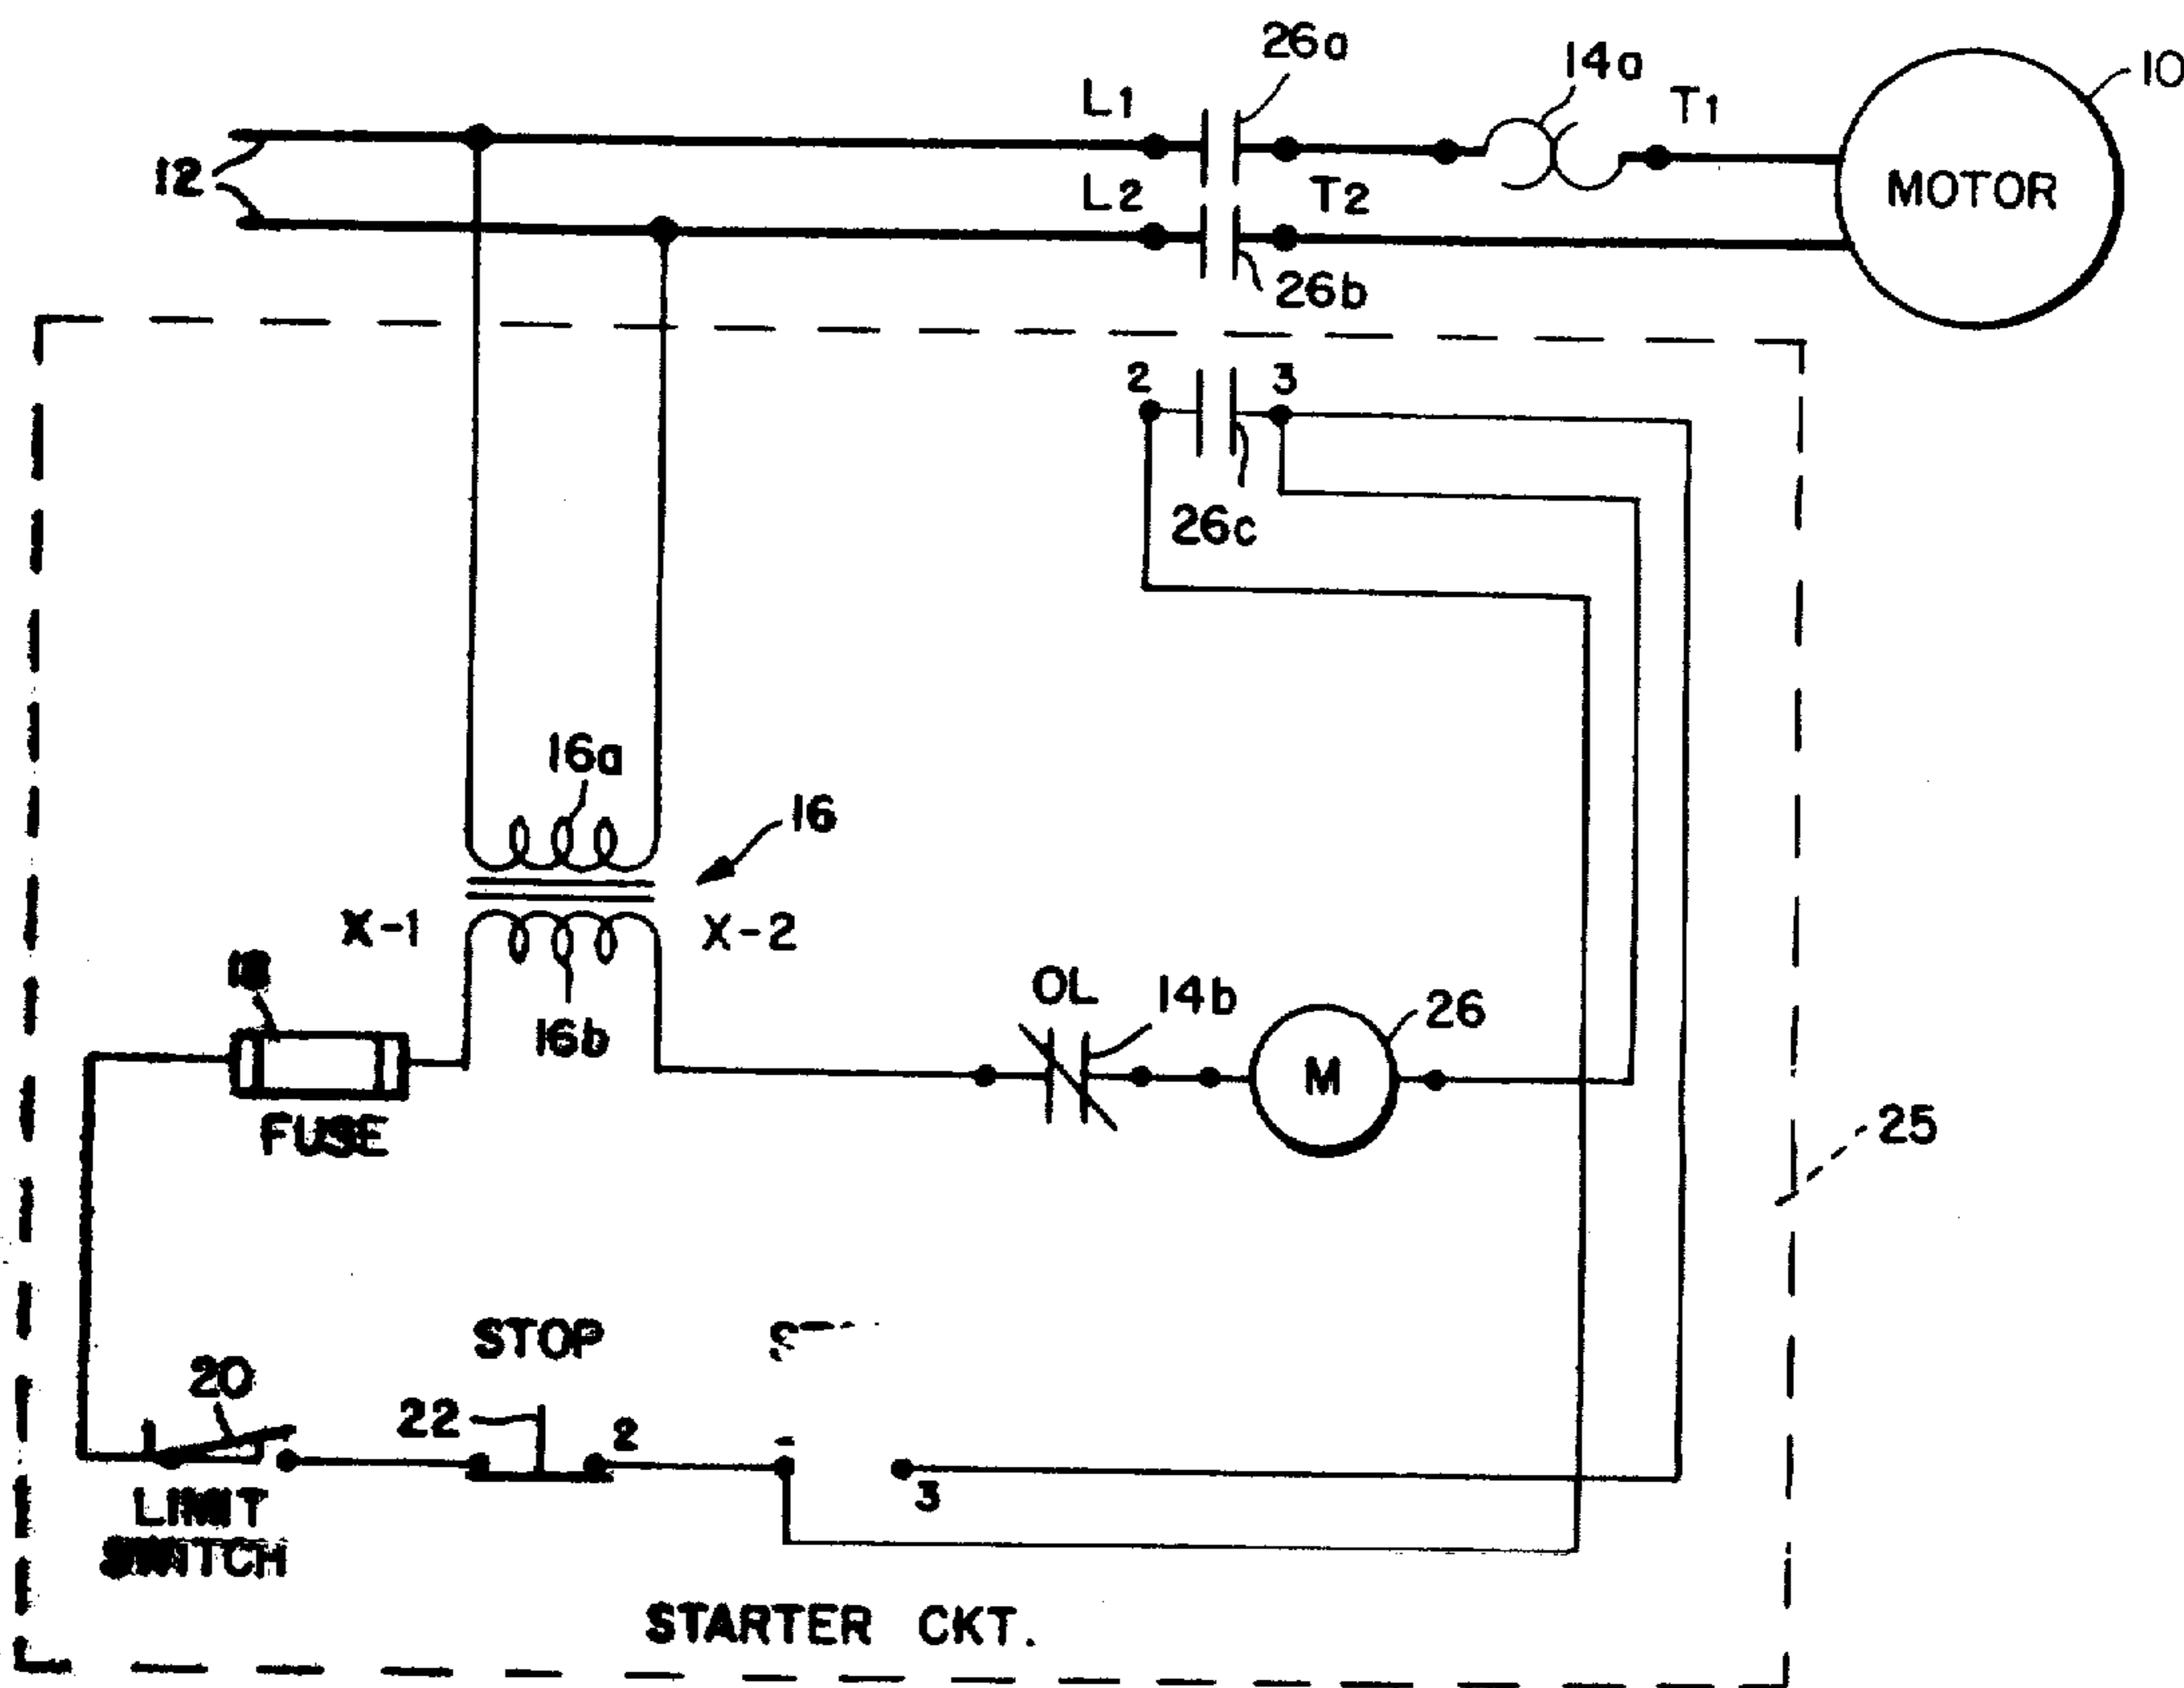 26a
14a
10
L1
T1
12
MOTOR
L2
T2
26b
2
3
26c
16a
16
X-1
X-2
18
OL
14b
26
16b
M
FUSE
25
STOP
20
22
2
3
LIMIT
SWITCH
STARTER CKT.